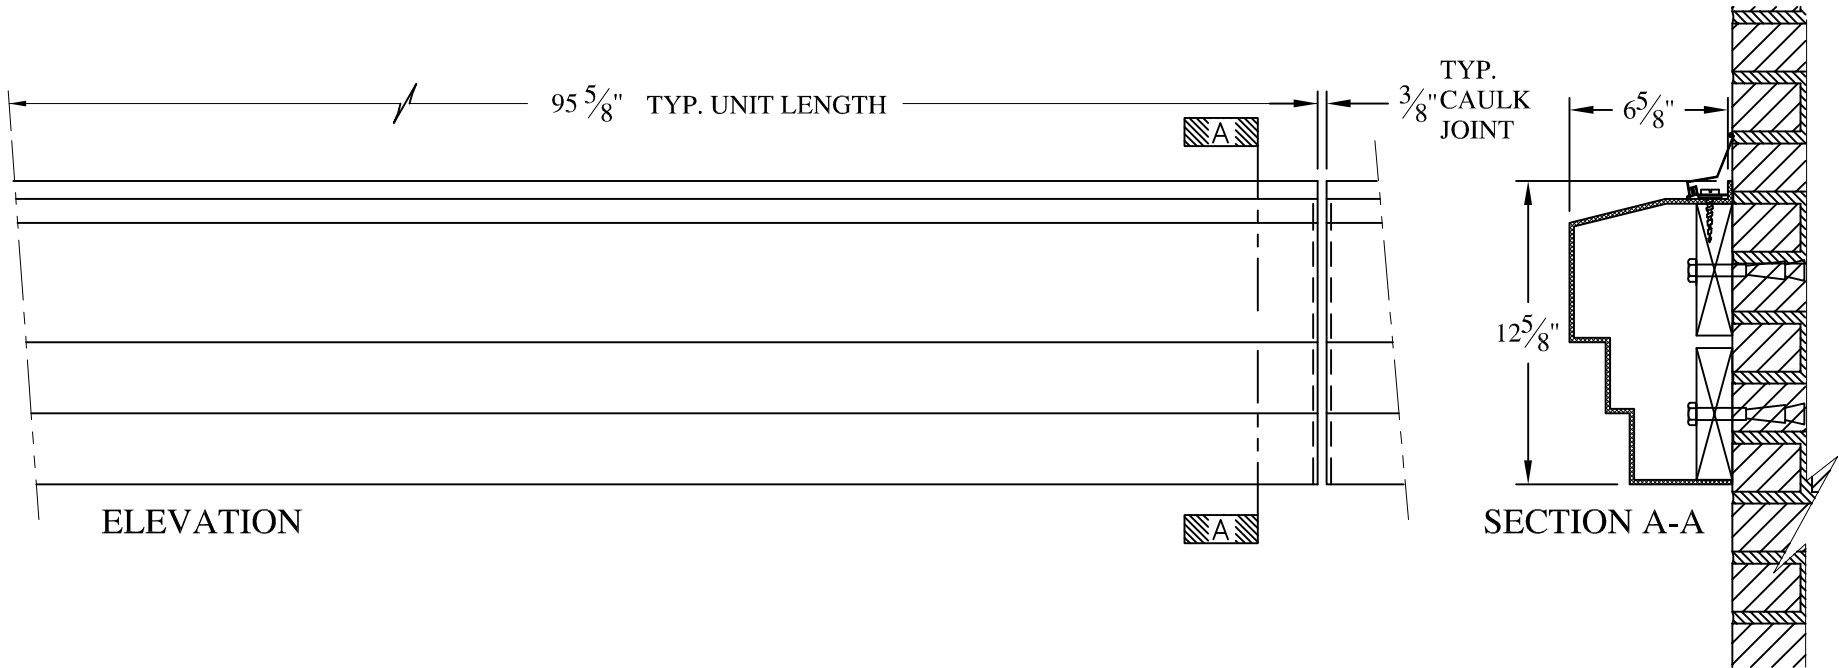 95 5/8" TYP. UNIT LENGTH
3/8"
TYP.
CAULK
JOINT
6 5/8"
A
12 5/8"
A
ELEVATION
SECTION A-A